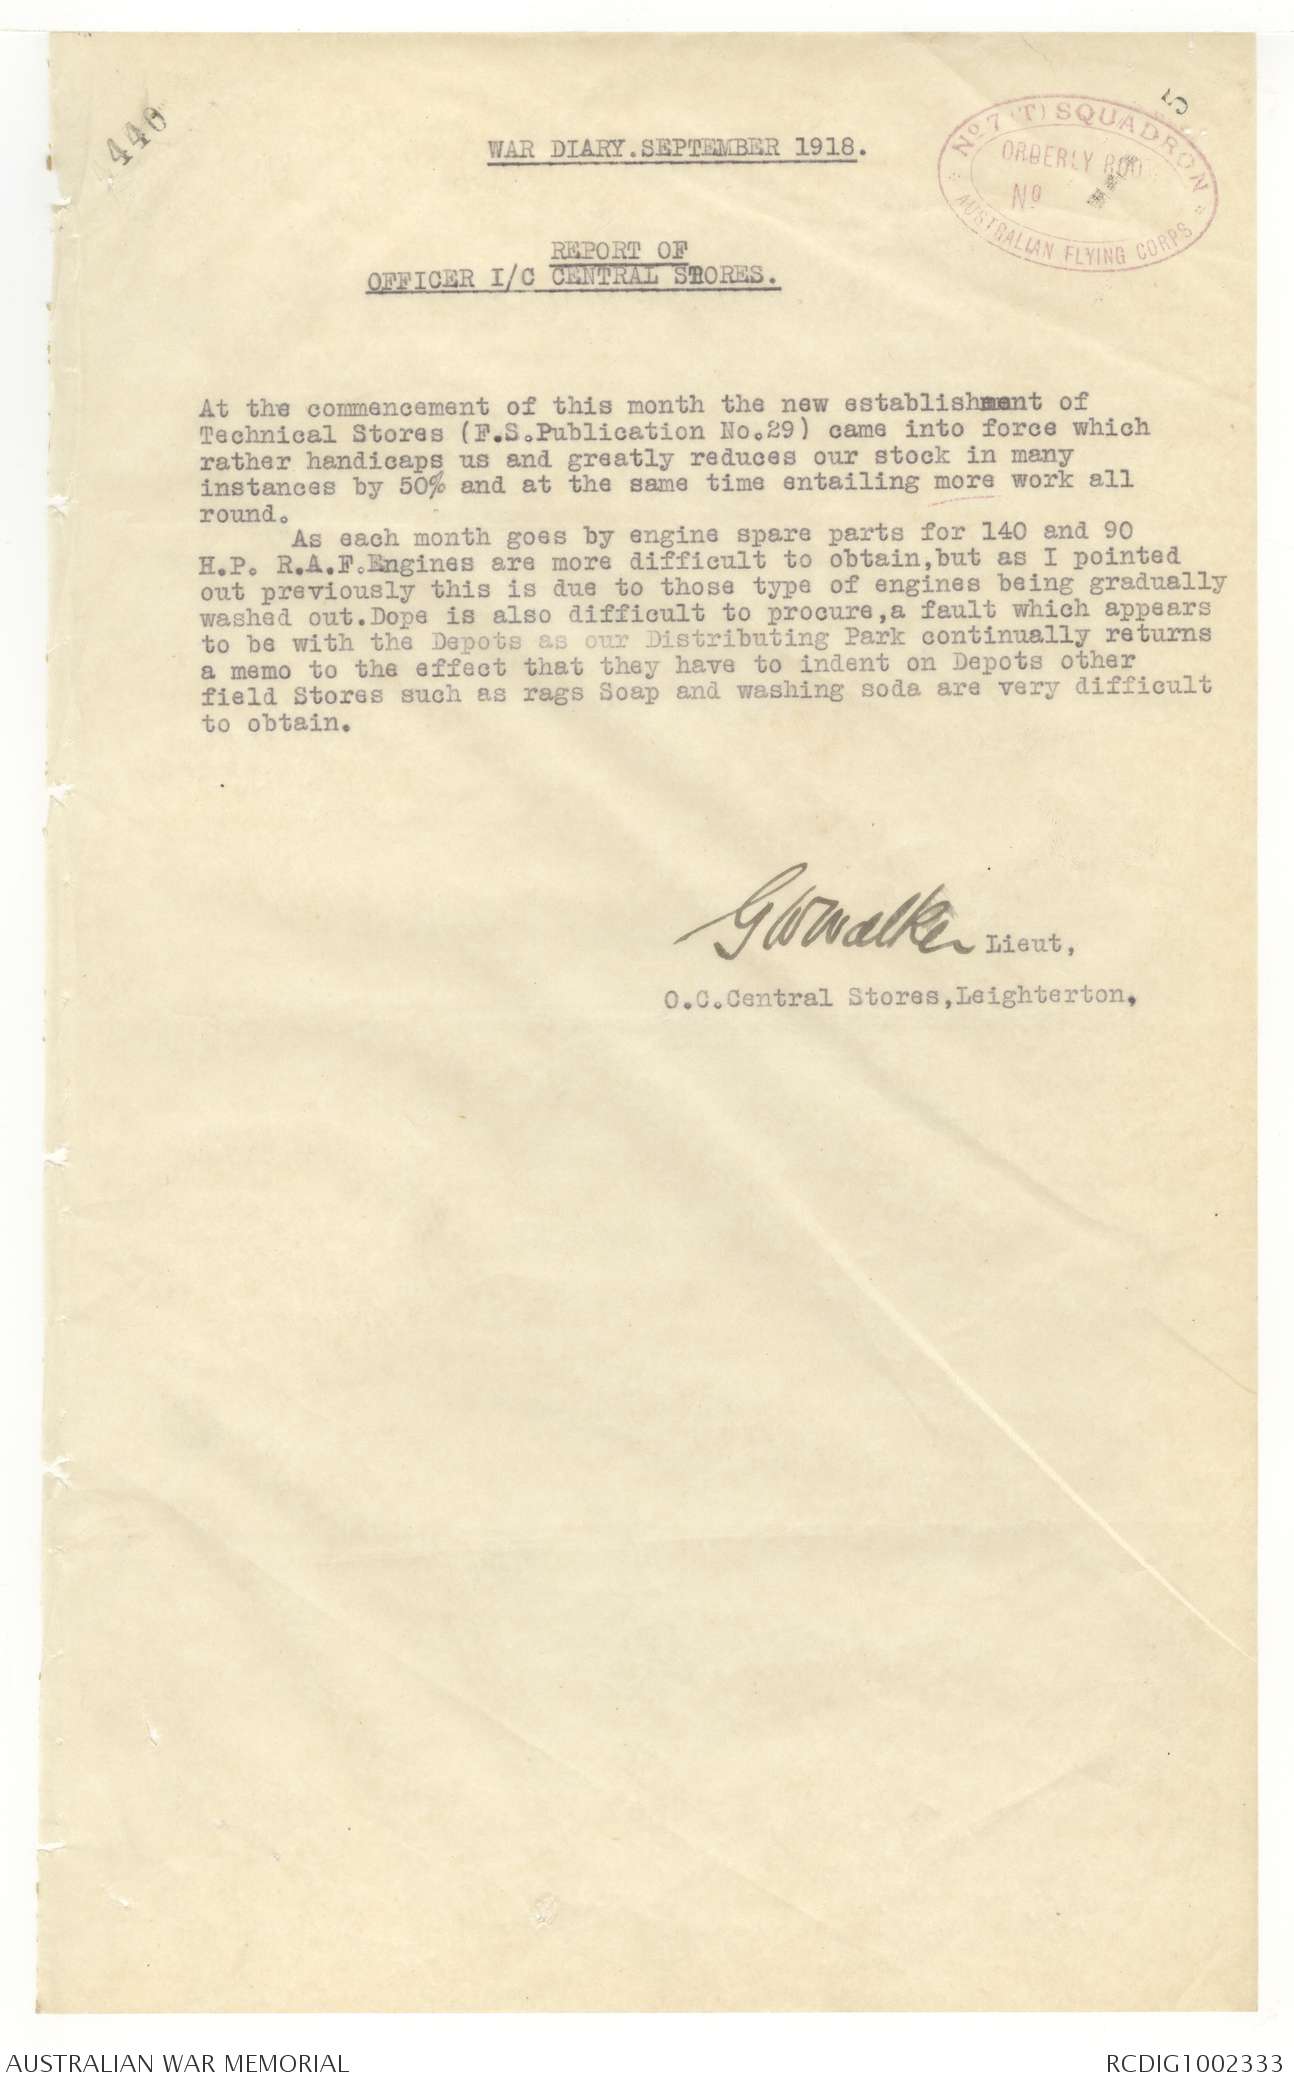 440
5
No 7 (T) SQUADRON
ORDERLY ROOM
No
AUSTRALIAN FLYING CORPS
WAR DIARY.SEPTEMBER 1918.
REPORT OF
OFFICER I/C CENTRAL STORES.
At the commencement of this month the new establishment of
Technical Stores (F.S.Publication No.29) came into force which
rather handicaps us and greatly reduces our stock in many
instances by 50% and at the same time entailing more work all
round.
As each month goes by engine spare parts for 140 and 90
H.P. R.A.F.Engines are more difficult to obtain,but as I pointed
out previously this is due to those type of engines being gradually
washed out.Dope is also difficult to procure,a fault which appears
to be with the Depots as our Distributing Park continually returns
a memo to the effect that they have to indent on Depots other
field Stores such as rags Soap and washing soda are very difficult
to obtain.
GWWalker Lieut,
O.C.Central Stores,Leighterton.
AUSTRALIAN WAR MEMORIAL
RCDIG1002333